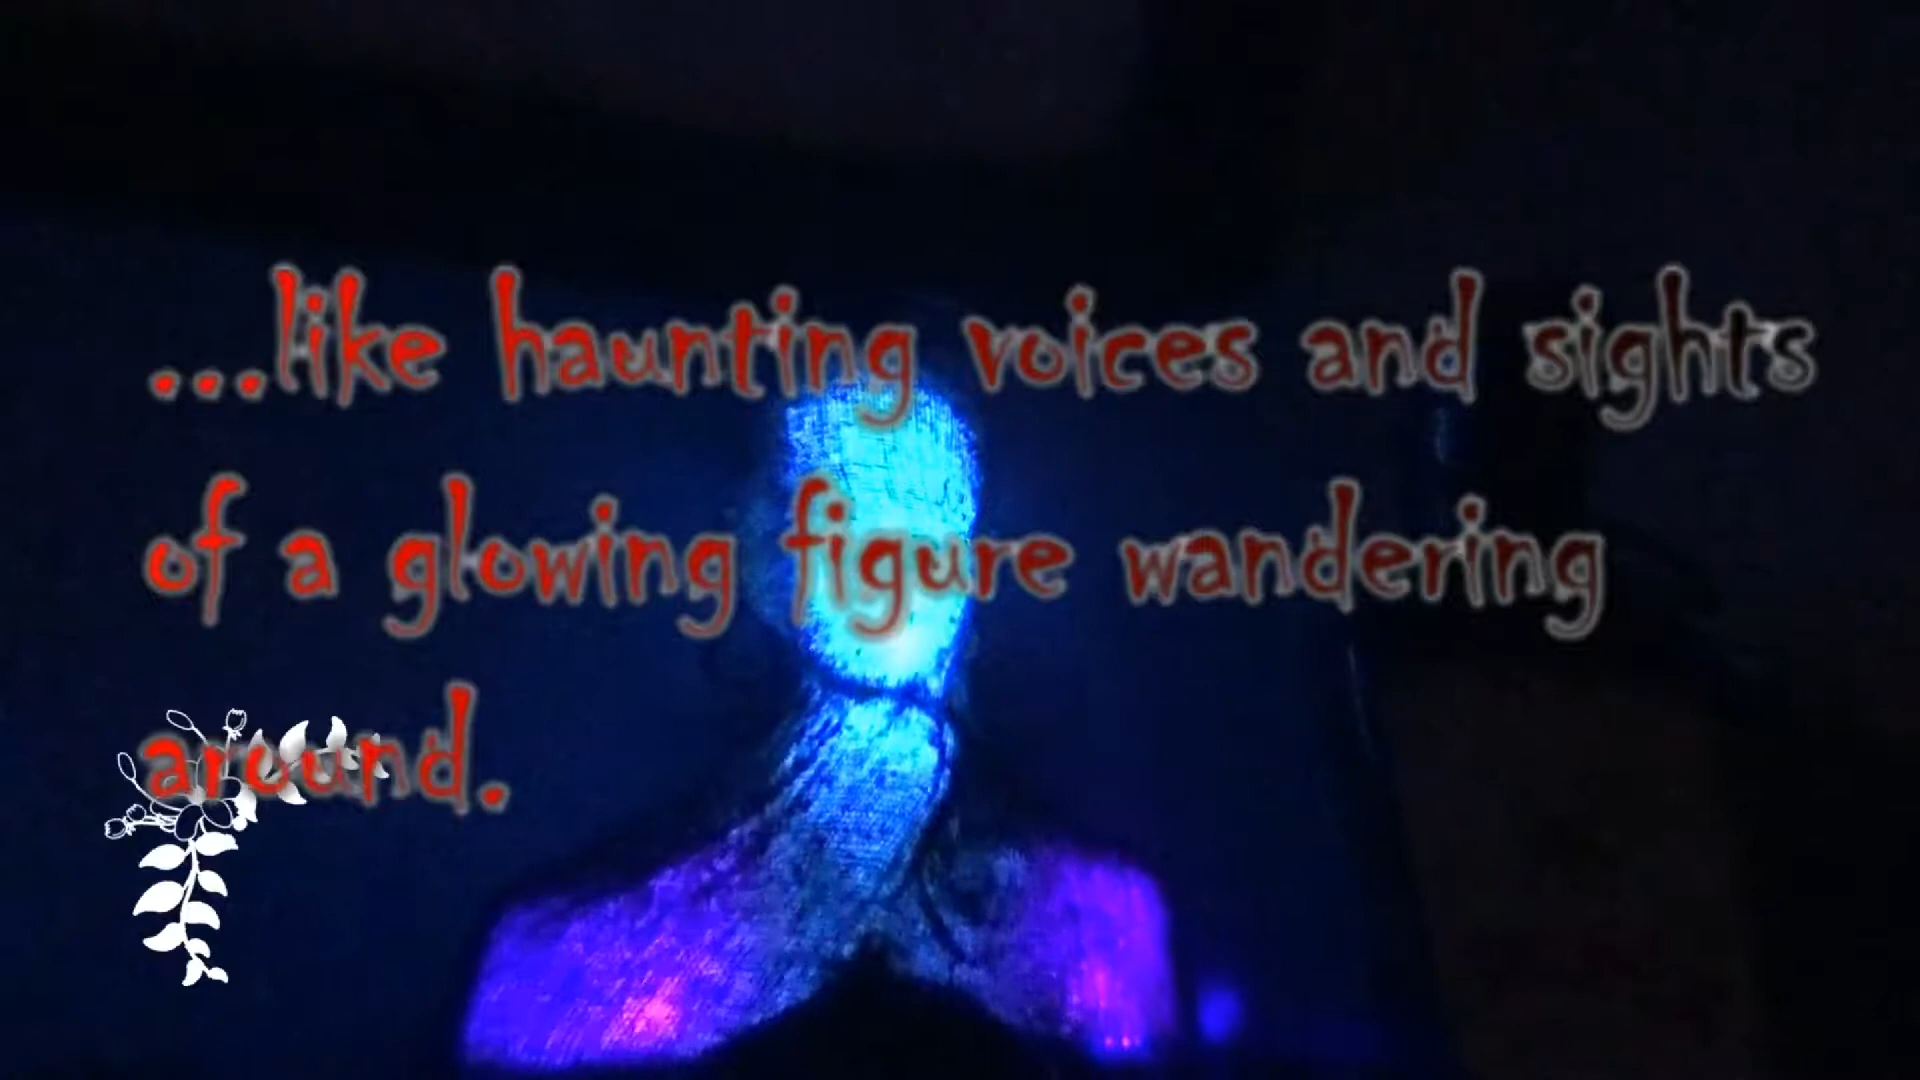 ...like haunting voices and sights
of a glowing figure wandering
around.